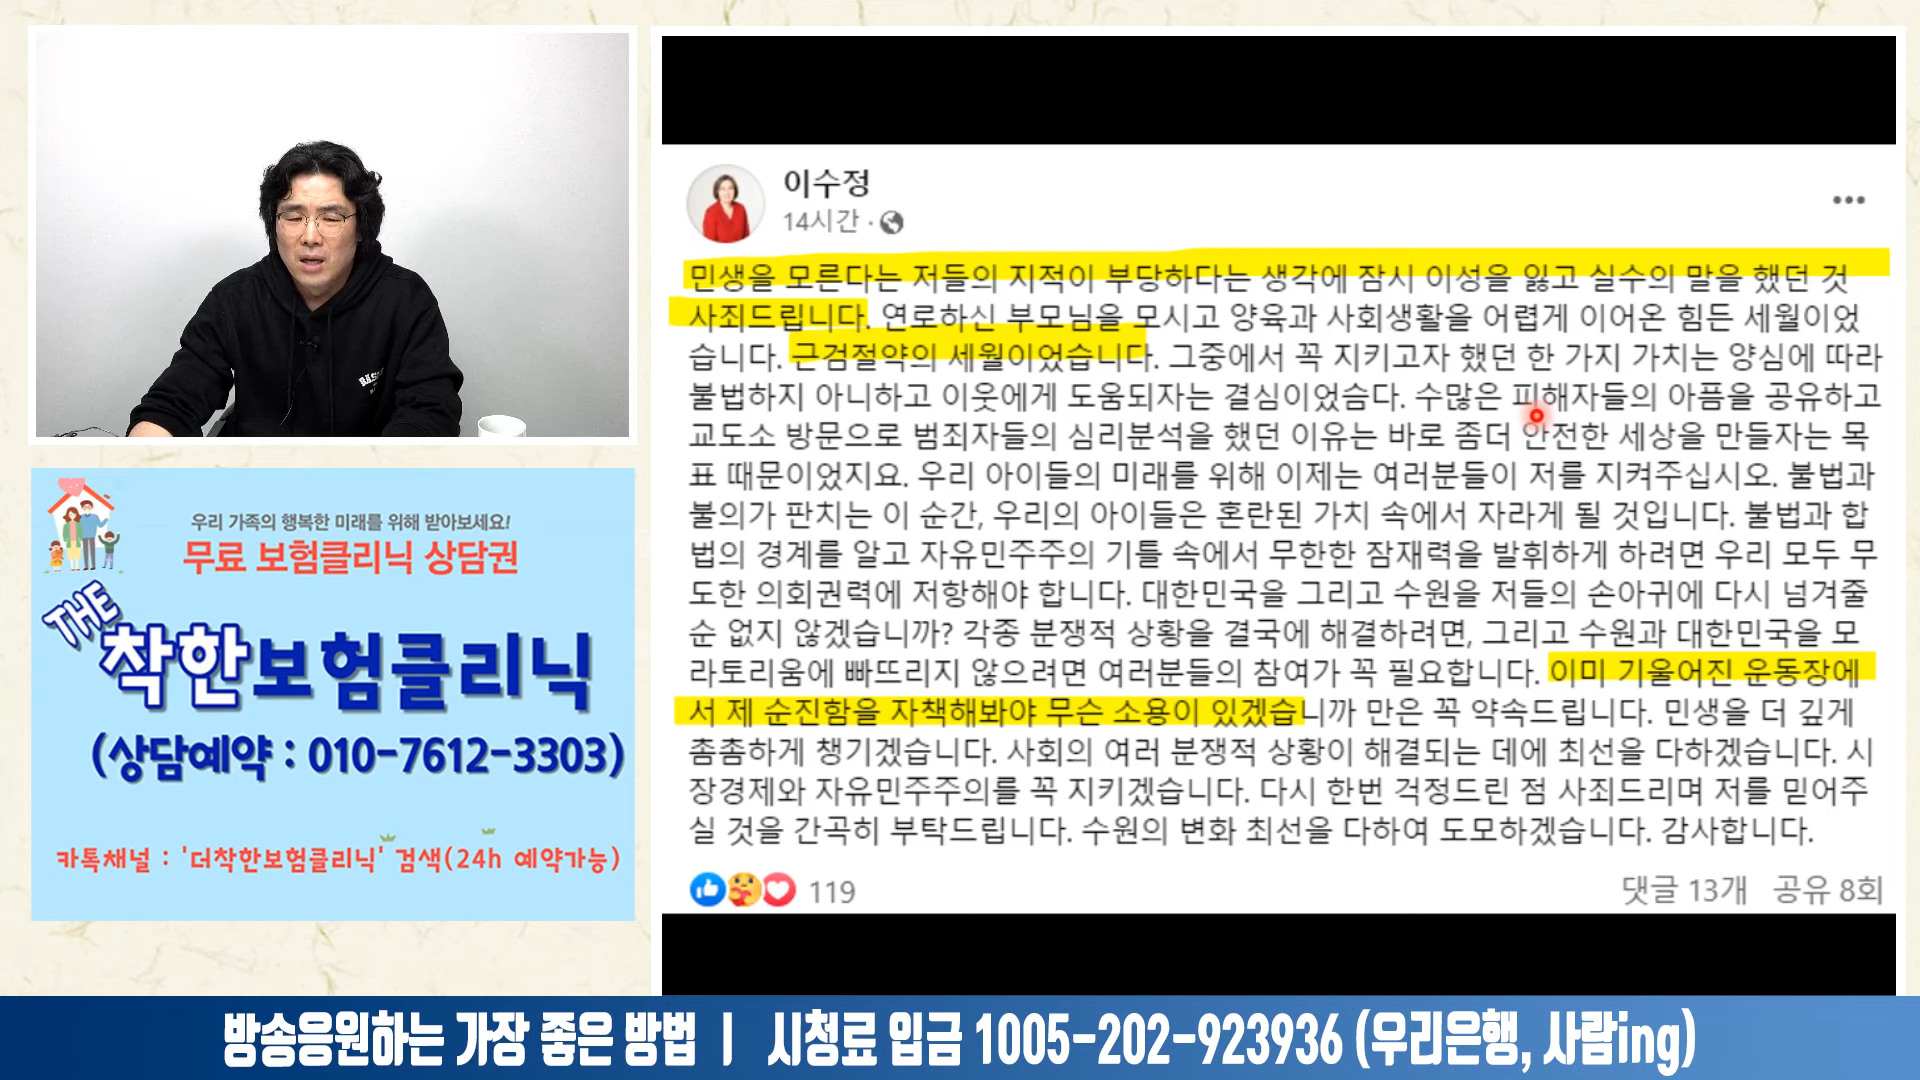 이수정
14시간 ·
민생을 모른다는 저들의 지적이 부당하다는 생각에 잠시 이성을 잃고 실수의 말을 했던 것
사죄드립니다. 연로하신 부모님을 모시고 양육과 사회생활을 어렵게 이어온 힘든 세월이었
습니다. 근검절약의 세월이었습니다. 그중에서 꼭 지키고자 했던 한 가지 가치는 양심에 따라
불법하지 아니하고 이웃에게 도움되자는 결심이었슴다. 수많은 피해자들의 아픔을 공유하고
교도소 방문으로 범죄자들의 심리분석을 했던 이유는 바로 좀더 안전한 세상을 만들자는 목
표 때문이었지요. 우리 아이들의 미래를 위해 이제는 여러분들이 저를 지켜주십시오. 불법과
불의가 판치는 이 순간, 우리의 아이들은 혼란된 가치 속에서 자라게 될 것입니다. 불법과 합
법의 경계를 알고 자유민주주의 기틀 속에서 무한한 잠재력을 발휘하게 하려면 우리 모두 무
도한 의회권력에 저항해야 합니다. 대한민국을 그리고 수원을 저들의 손아귀에 다시 넘겨줄
순 없지 않겠습니까? 각종 분쟁적 상황을 결국에 해결하려면, 그리고 수원과 대한민국을 모
라토리움에 빠뜨리지 않으려면 여러분들의 참여가 꼭 필요합니다. 이미 기울어진 운동장에
서 제 순진함을 자책해봐야 무슨 소용이 있겠습니까 만은 꼭 약속드립니다. 민생을 더 깊게
촘촘하게 챙기겠습니다. 사회의 여러 분쟁적 상황이 해결되는 데에 최선을 다하겠습니다. 시
장경제와 자유민주주의를 꼭 지키겠습니다. 다시 한번 걱정드린 점 사죄드리며 저를 믿어주
실 것을 간곡히 부탁드립니다. 수원의 변화 최선을 다하여 도모하겠습니다. 감사합니다.
119
댓글 13개 공유 8회
우리 가족의 행복한 미래를 위해 받아보세요!
무료 보험클리닉 상담권
THE 착한보험클리닉
(상담예약 : 010-7612-3303)
카톡채널 : '더착한보험클리닉' 검색(24h 예약가능)
방송응원하는 가장 좋은 방법 | 시청료 입금 1005-202-923936 (우리은행, 사람ing)